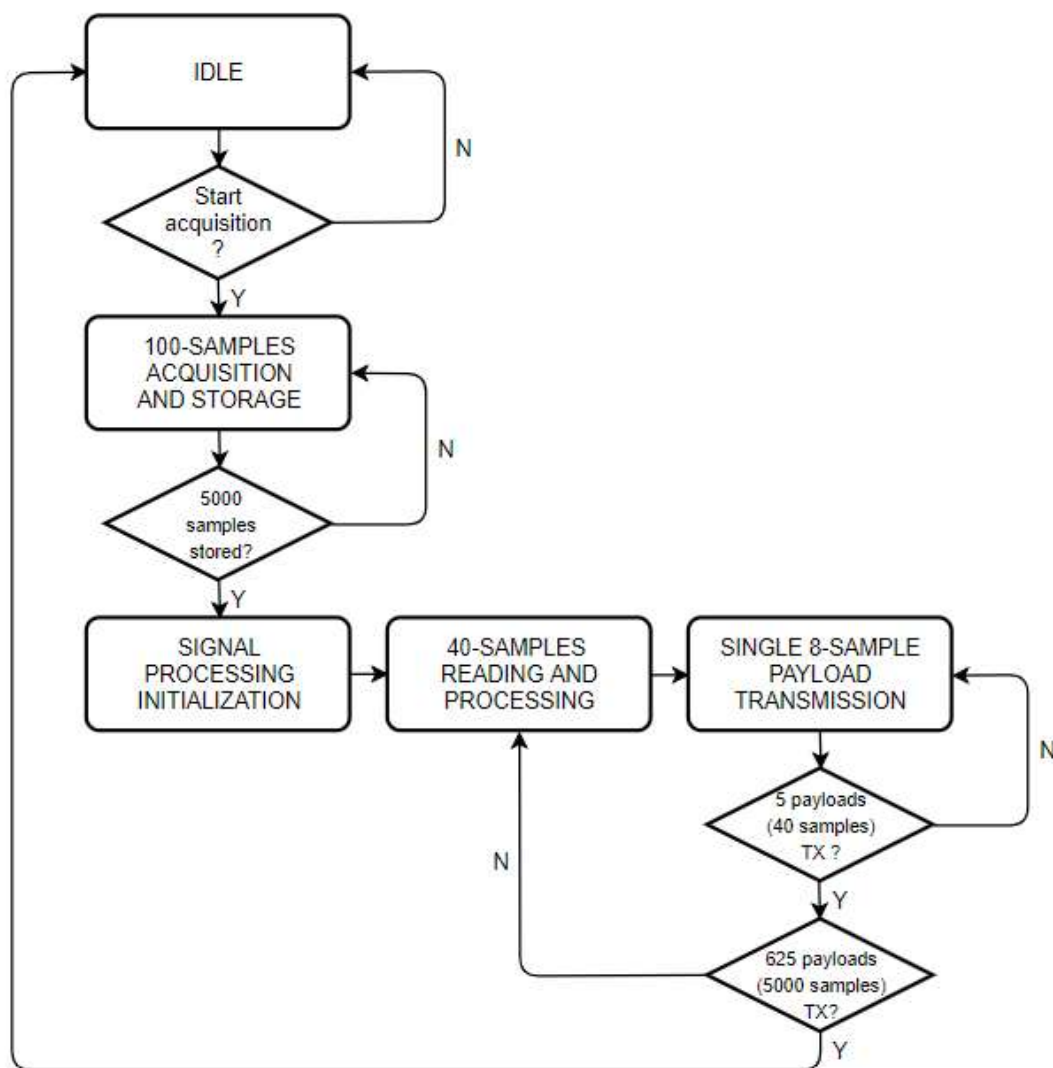 IDLE
N
Start
acquisition
?
Y
100-SAMPLES
ACQUISITION
AND STORAGE
N
5000
samples
stored?
Y
SIGNAL
PROCESSING
INITIALIZATION
40-SAMPLES
READING AND
PROCESSING
SINGLE 8-SAMPLE
PAYLOAD
TRANSMISSION
N
5 payloads
(40 samples)
TX ?
Y
N
625 payloads
(5000 samples)
TX?
Y